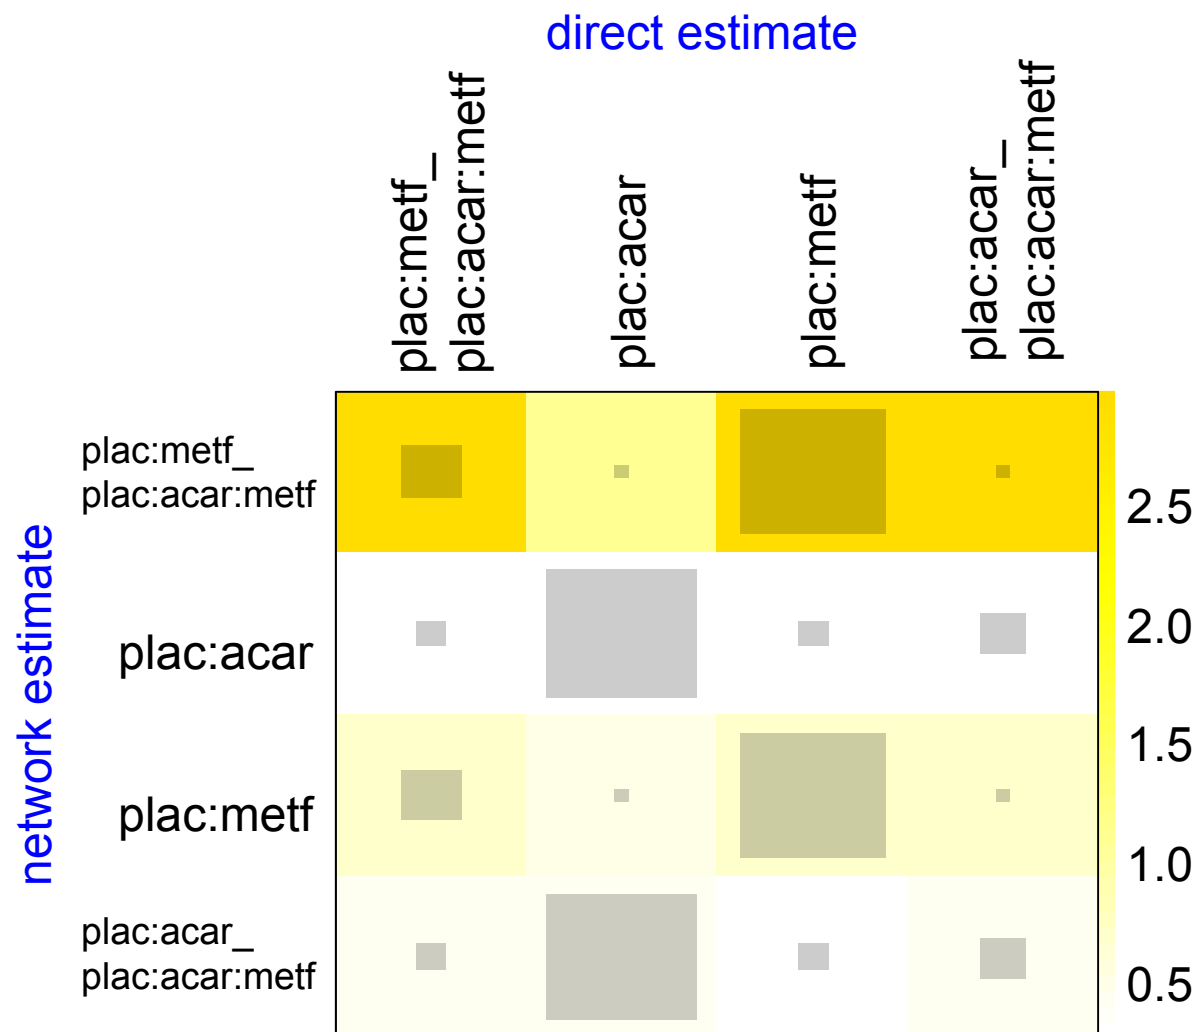 direct estimate
plac:metf_
plac:acar:metf
plac:acar
plac:metf
plac:acar_
plac:acar:metf
network estimate
plac:metf_
plac:acar:metf
plac:acar
plac:metf
plac:acar_
plac:acar:metf
2.5
2.0
1.5
1.0
0.5